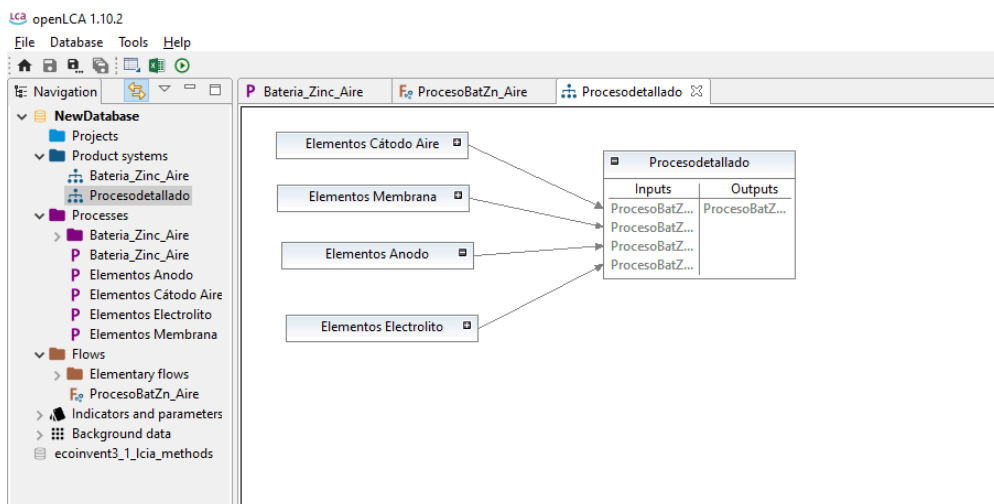 LCA openLCA 1.10.2
File Database Tools Help
Navigation
NewDatabase
Projects
Product systems
Bateria_Zinc_Aire
Procesodetallado
Processes
Bateria_Zinc_Aire
P Bateria_Zinc_Aire
P Elementos Anodo
P Elementos Cátodo Aire
P Elementos Electrolito
P Elementos Membrana
Flows
Elementary flows
Fe ProcesoBatZn_Aire
Indicators and parameters
Background data
ecoinvent3_1_lcia_methods
P Bateria_Zinc_Aire
Fe ProcesoBatZn_Aire
Procesodetallado
Elementos Cátodo Aire
Elementos Membrana
Elementos Anodo
Elementos Electrolito
Procesodetallado
Inputs Outputs
ProcesoBatZ... ProcesoBatZ...
ProcesoBatZ...
ProcesoBatZ...
ProcesoBatZ...